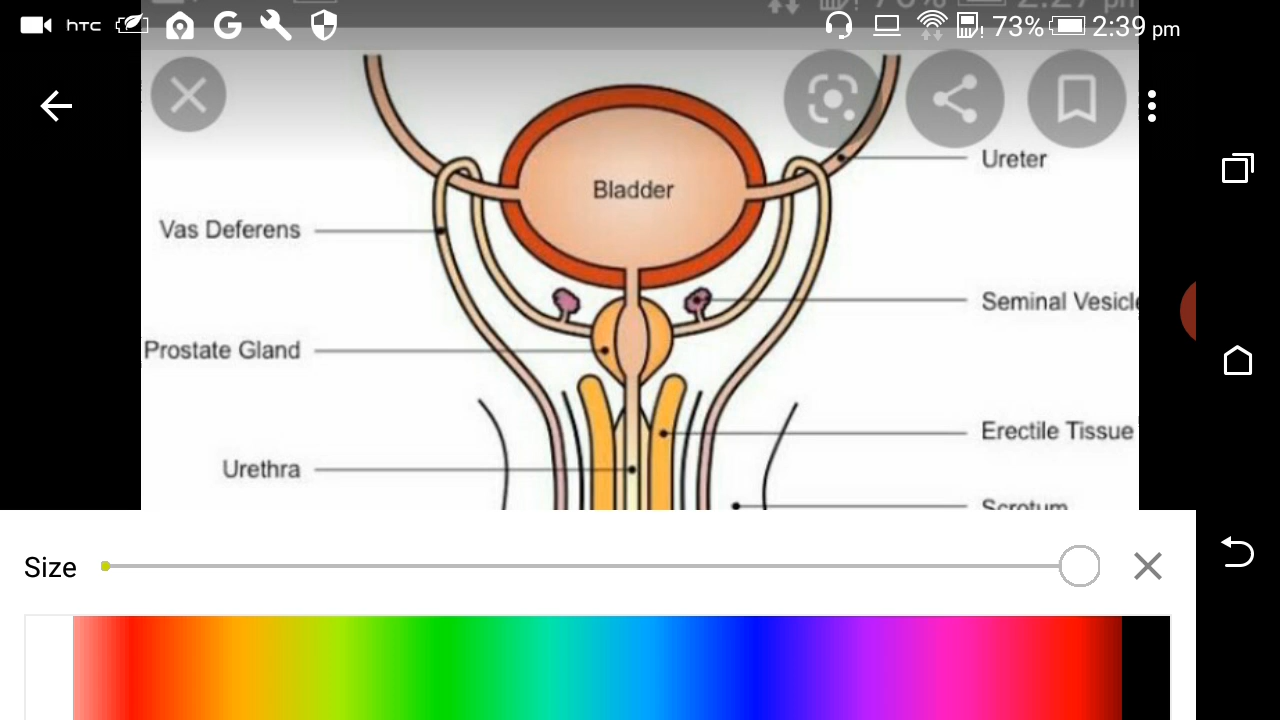 htc
G
73%
2:39 pm
Bladder
Ureter
Vas Deferens
Seminal Vesicle
Prostate Gland
Erectile Tissue
Urethra
Scrotum
Size